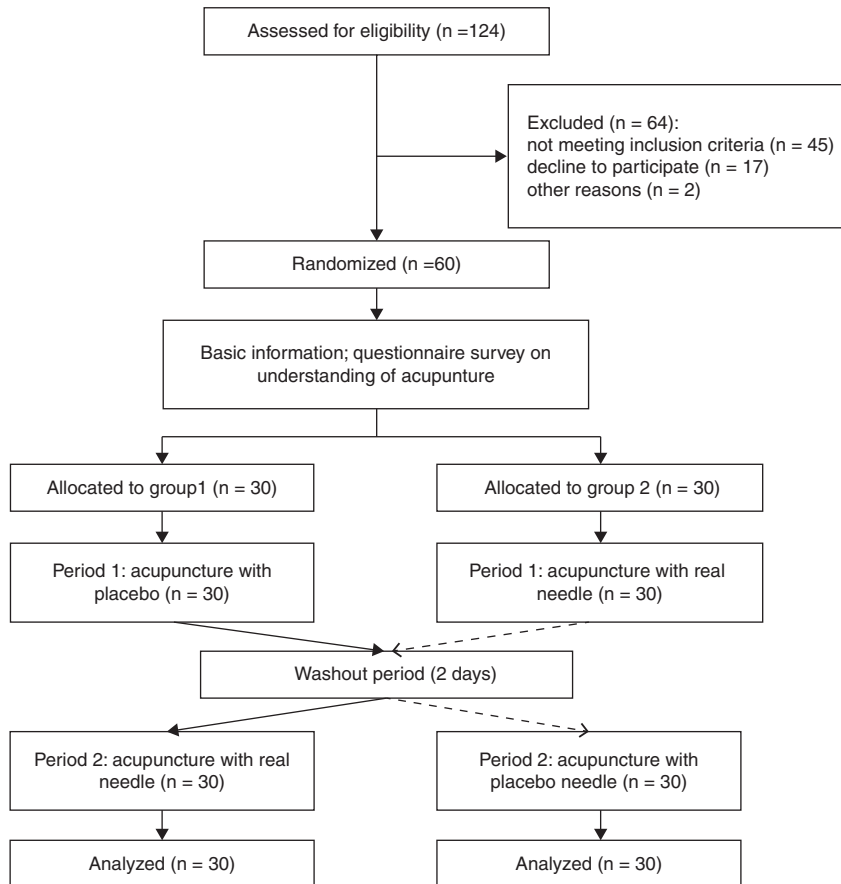 Assessed for eligibility (n =124)
Excluded (n = 64):
not meeting inclusion criteria (n = 45)
decline to participate (n = 17)
other reasons (n = 2)
Randomized (n =60)
Basic information; questionnaire survey on
understanding of acupunture
Allocated to group1 (n = 30)
Allocated to group 2 (n = 30)
Period 1: acupuncture with
placebo (n = 30)
Period 1: acupuncture with real
needle (n = 30)
Washout period (2 days)
Period 2: acupuncture with real
needle (n = 30)
Period 2: acupuncture with
placebo needle (n = 30)
Analyzed (n = 30)
Analyzed (n = 30)